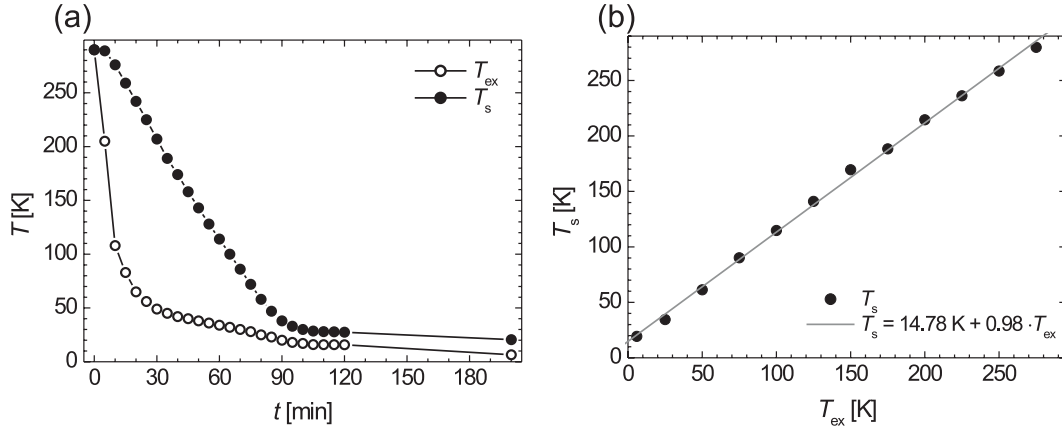 (a)
T [K]
250
200
150
100
50
0
0 30 60 90 120 150 180
t [min]
T_ex
T_s
(b)
T_s [K]
250
200
150
100
50
0
0 50 100 150 200 250
T_ex [K]
T_s
T_s = 14.78 K + 0.98 · T_ex